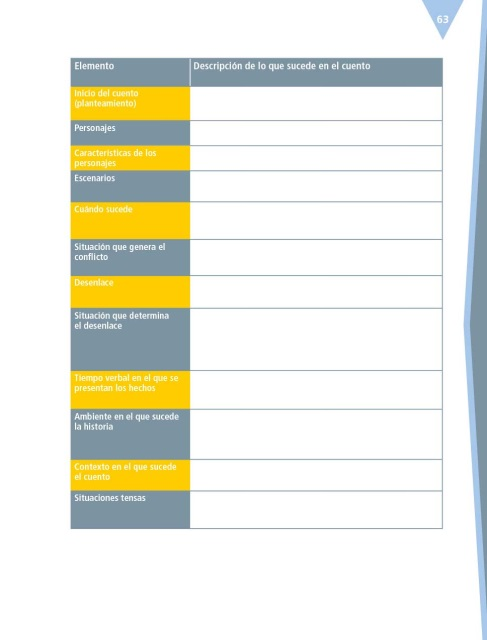 63
Elemento
Descripción de lo que sucede en el cuento
Inicio del cuento
(planteamiento)
Personajes
Características de los
personajes
Escenarios
Cuándo sucede
Situación que genera el
conflicto
Desenlace
Situación que determina
el desenlace
Tiempo verbal en el que se
presentan los hechos
Ambiente en el que sucede
la historia
Contexto en el que sucede
el cuento
Situaciones tensas